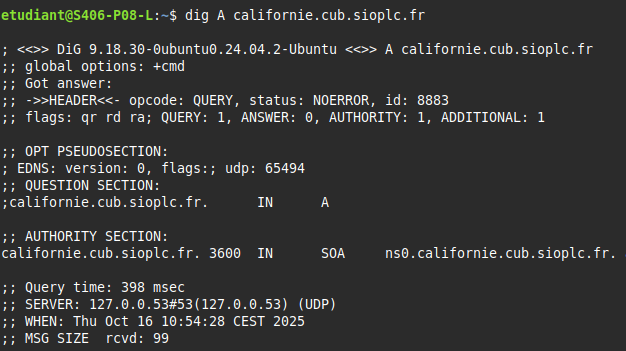 etudiant@S406-P08-L:~$ dig A californie.cub.sioplc.fr
; <<>> DiG 9.18.30-0ubuntu0.24.04.2-Ubuntu <<>> A californie.cub.sioplc.fr
;; global options: +cmd
;; Got answer:
;; ->>HEADER<<- opcode: QUERY, status: NOERROR, id: 8883
;; flags: qr rd ra; QUERY: 1, ANSWER: 0, AUTHORITY: 1, ADDITIONAL: 1
;; OPT PSEUDOSECTION:
; EDNS: version: 0, flags:; udp: 65494
;; QUESTION SECTION:
;californie.cub.sioplc.fr. IN A
;; AUTHORITY SECTION:
californie.cub.sioplc.fr. 3600 IN SOA ns0.californie.cub.sioplc.fr.
;; Query time: 398 msec
;; SERVER: 127.0.0.53#53(127.0.0.53) (UDP)
;; WHEN: Thu Oct 16 10:54:28 CEST 2025
;; MSG SIZE rcvd: 99